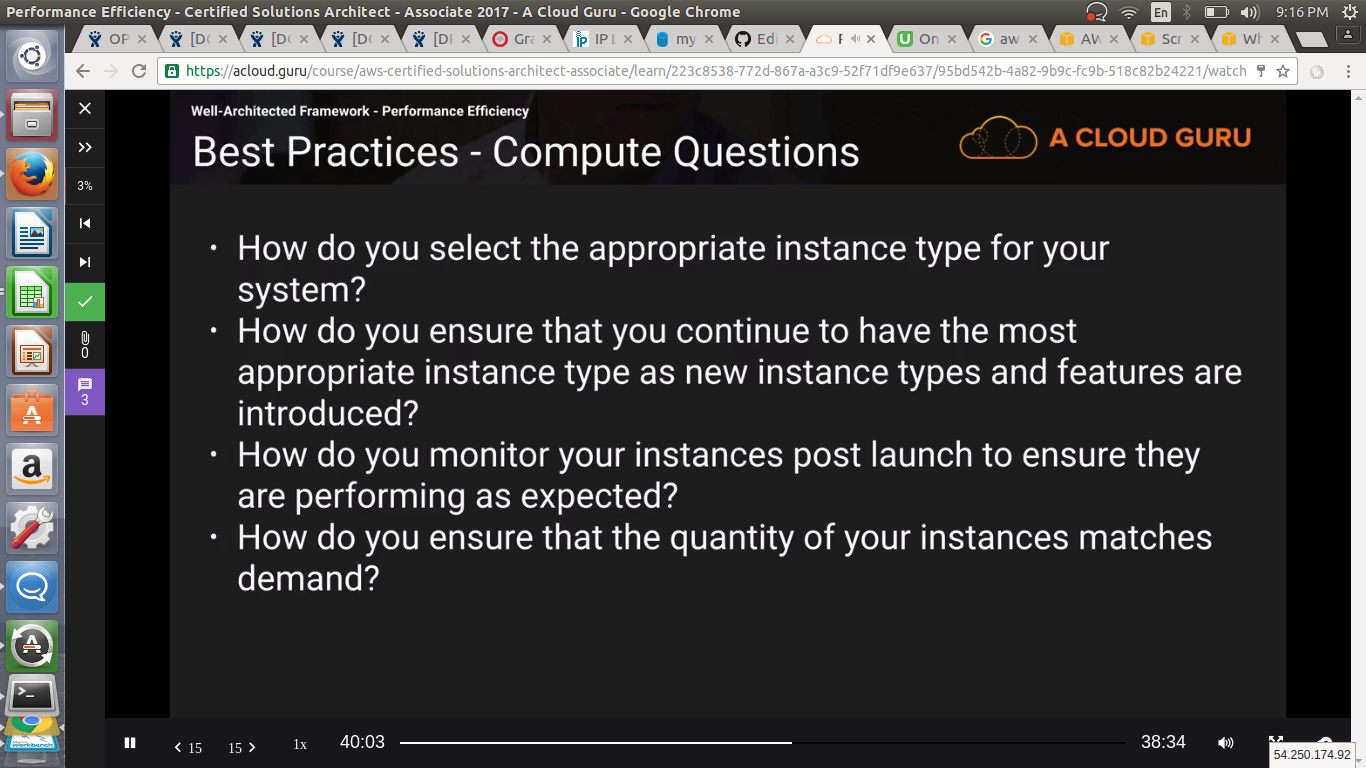 Performance Efficiency - Certified Solutions Architect - Associate 2017 - A Cloud Guru - Google Chrome
En
9:16 PM
OP
[DC
[DC
[DC
[DF
Gra
IP L
my
Edi
F
On
aw
AW
Scr
Wh
https://acloud.guru/course/aws-certified-solutions-architect-associate/learn/223c8538-772d-867a-a3c9-52f71df9e637/95bd542b-4a82-9b9c-fc9b-518c82b24221/watch
Well-Architected Framework - Performance Efficiency
Best Practices - Compute Questions
A CLOUD GURU
3%
0
3
• How do you select the appropriate instance type for your
system?
• How do you ensure that you continue to have the most
appropriate instance type as new instance types and features are
introduced?
• How do you monitor your instances post launch to ensure they
are performing as expected?
• How do you ensure that the quantity of your instances matches
demand?
15
15
1x
40:03
38:34
54.250.174.92